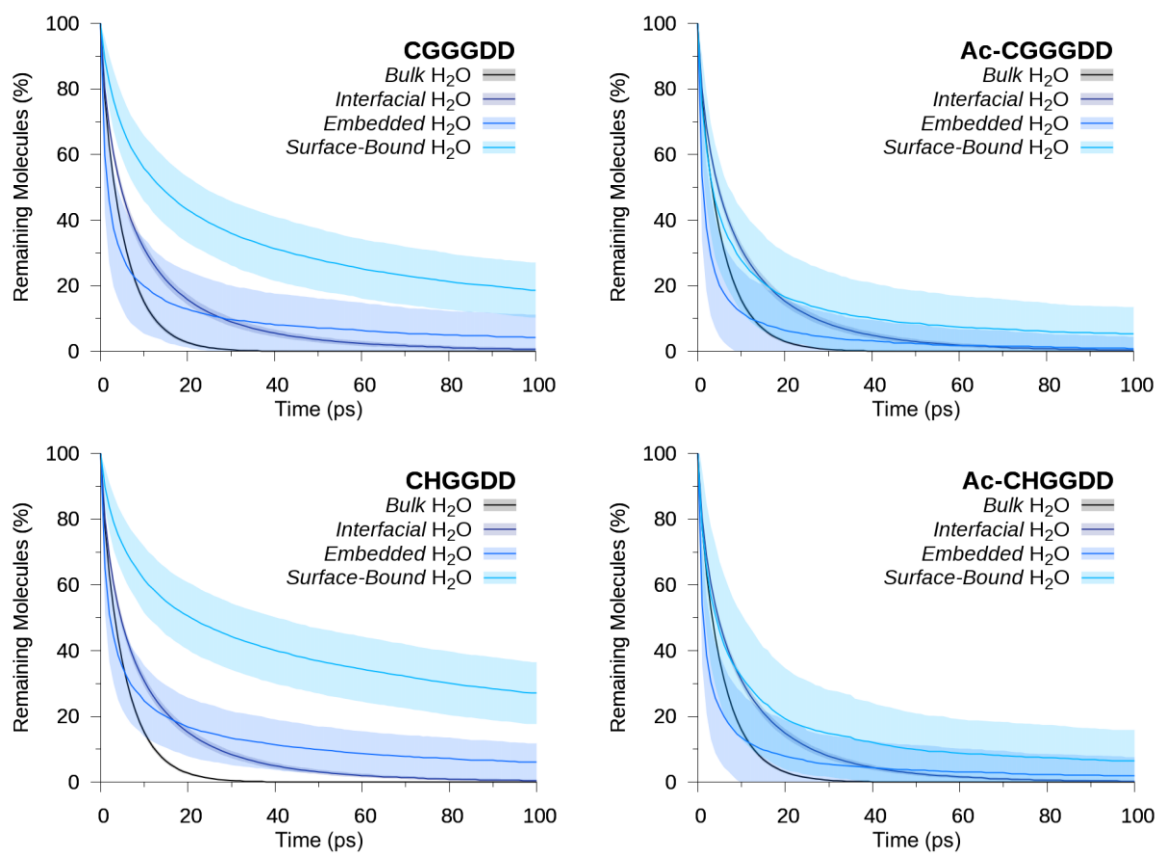 CGGGDD
Bulk H₂O
Interfacial H₂O
Embedded H₂O
Surface-Bound H₂O
Remaining Molecules (%)
100
80
60
40
20
0
0 20 40 60 80 100
Time (ps)
Ac-CGGGDD
Bulk H₂O
Interfacial H₂O
Embedded H₂O
Surface-Bound H₂O
Remaining Molecules (%)
100
80
60
40
20
0
0 20 40 60 80 100
Time (ps)
CHGGDD
Bulk H₂O
Interfacial H₂O
Embedded H₂O
Surface-Bound H₂O
Remaining Molecules (%)
100
80
60
40
20
0
0 20 40 60 80 100
Time (ps)
Ac-CHGGDD
Bulk H₂O
Interfacial H₂O
Embedded H₂O
Surface-Bound H₂O
Remaining Molecules (%)
100
80
60
40
20
0
0 20 40 60 80 100
Time (ps)